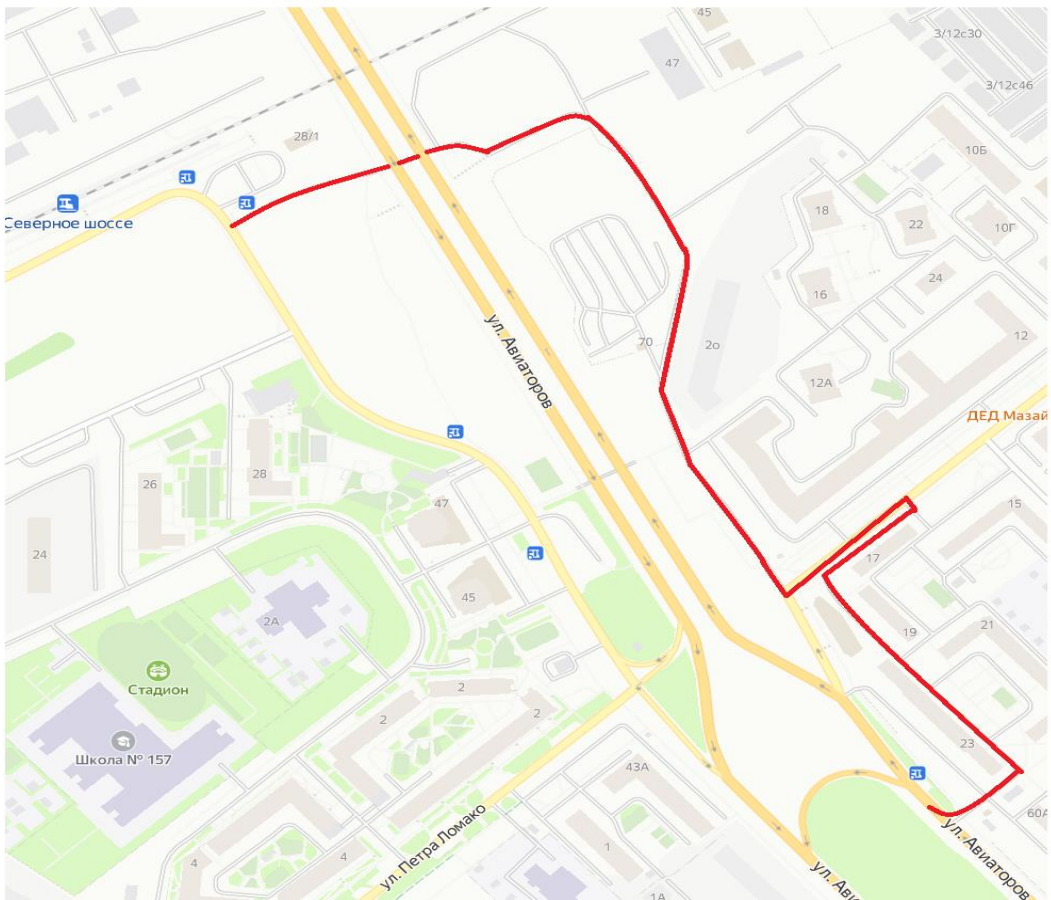 45
3/12с30
47
3/12с46
28/1
10Б
Северное шоссе
18
22
10Г
16
24
ул. Авиаторов
70
2о
12
12А
ДЕД Мазай
26
28
47
15
24
17
45
2А
19
21
Стадион
2
2
2
23
Школа № 157
43А
ул. Петра Ломако
60А
ул. Авиаторов
4
4
1
ул. Ави
1А